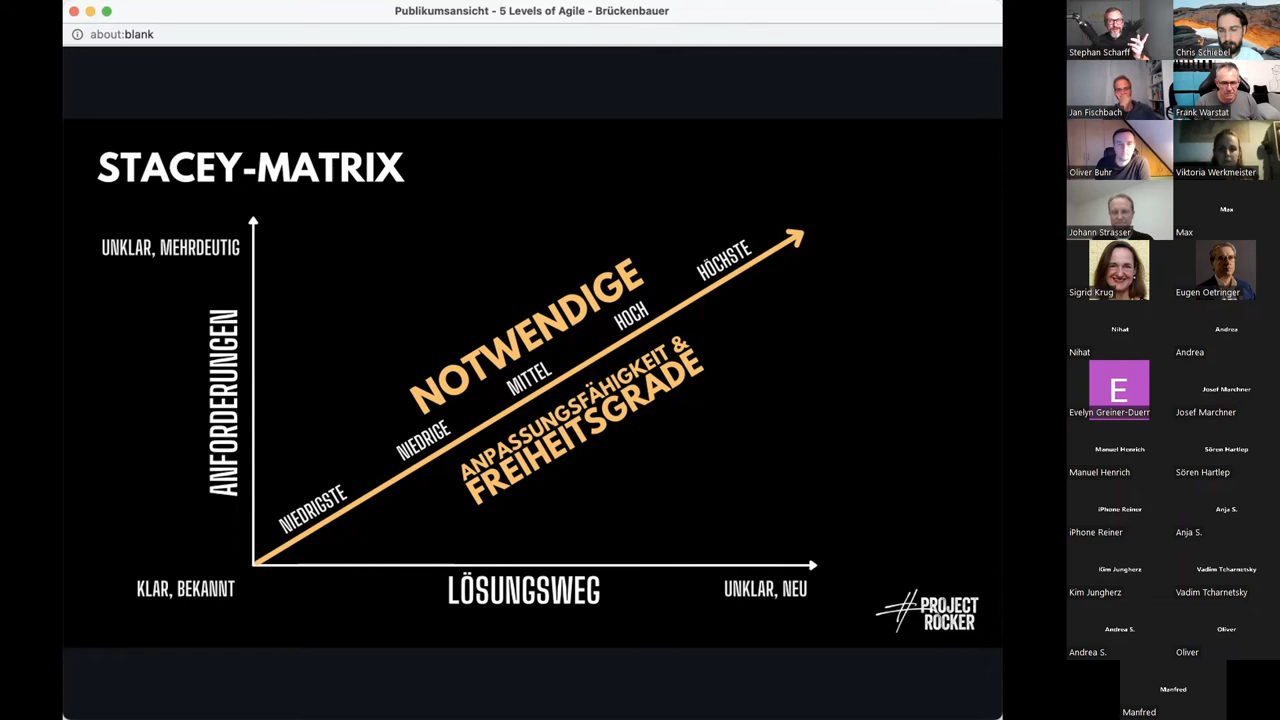 Publikumsansicht - 5 Levels of Agile - Brückenbauer
about:blank
STACEY-MATRIX
UNKLAR, MEHRDEUTIG
ANFORDERUNGEN
KLAR, BEKANNT
LÖSUNGSWEG
UNKLAR, NEU
NOTWENDIGE
NIEDRIGSTE
NIEDRIGE
MITTEL
HOCH
HÖCHSTE
ANPASSUNGSFÄHIGKEIT &
FREIHEITSGRADE
#PROJECT
ROCKER
Stephan Scharff
Chris Schiebel
Jan Fischbach
Frank Warstat
Oliver Buhr
Viktoria Werkmeister
Johann Strasser
Max
Max
Sigrid Krug
Eugen Oetringer
Nihat
Nihat
Andrea
Andrea
E
Evelyn Greiner-Duerr
Josef Marchner
Josef Marchner
Manuel Henrich
Manuel Henrich
Sören Hartlep
Sören Hartlep
iPhone Reiner
iPhone Reiner
Anja S.
Anja S.
Kim Jungherz
Kim Jungherz
Vadim Tcharnetsky
Vadim Tcharnetsky
Andrea S.
Andrea S.
Oliver
Oliver
Manfred
Manfred